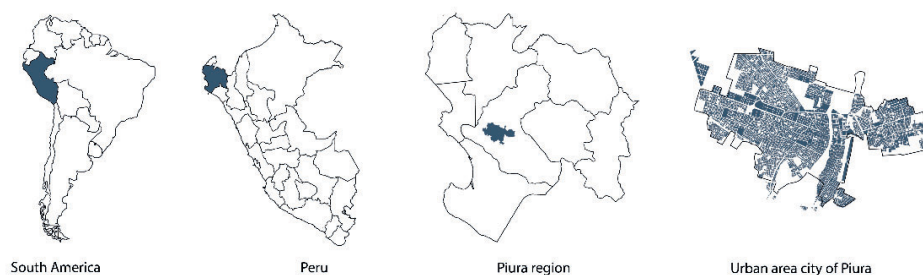 South America
Peru
Piura region
Urban area city of Piura